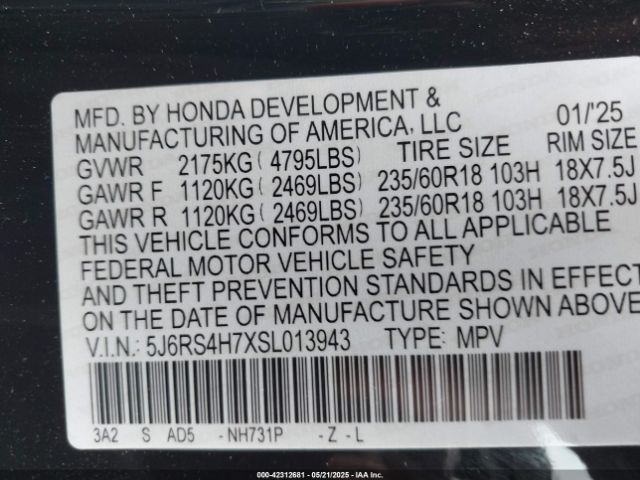 MFD. BY HONDA DEVELOPMENT &
MANUFACTURING OF AMERICA, LLC 01/'25
GVWR 2175KG ( 4795LBS) TIRE SIZE RIM SIZE
GAWR F 1120KG ( 2469LBS) 235/60R18 103H 18X7.5J
GAWR R 1120KG ( 2469LBS) 235/60R18 103H 18X7.5J
THIS VEHICLE CONFORMS TO ALL APPLICABLE
FEDERAL MOTOR VEHICLE SAFETY
AND THEFT PREVENTION STANDARDS IN EFFECT
ON THE DATE OF MANUFACTURE SHOWN ABOVE.
V.I.N.: 5J6RS4H7XSL013943 TYPE: MPV
3A2 S AD5 -NH731P -Z-L
000-42312681 - 05/21/2025 - IAA Inc.